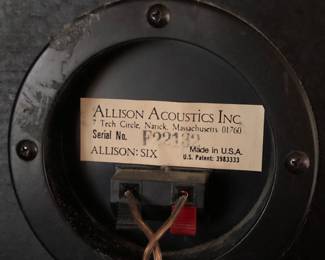 ALLISON ACOUSTICS INC.
7 Tech Circle, Natick, Massachusetts 01760
Serial No.
ALLISON: SIX
Made in U.S.A.
U.S. Patent: 3983333